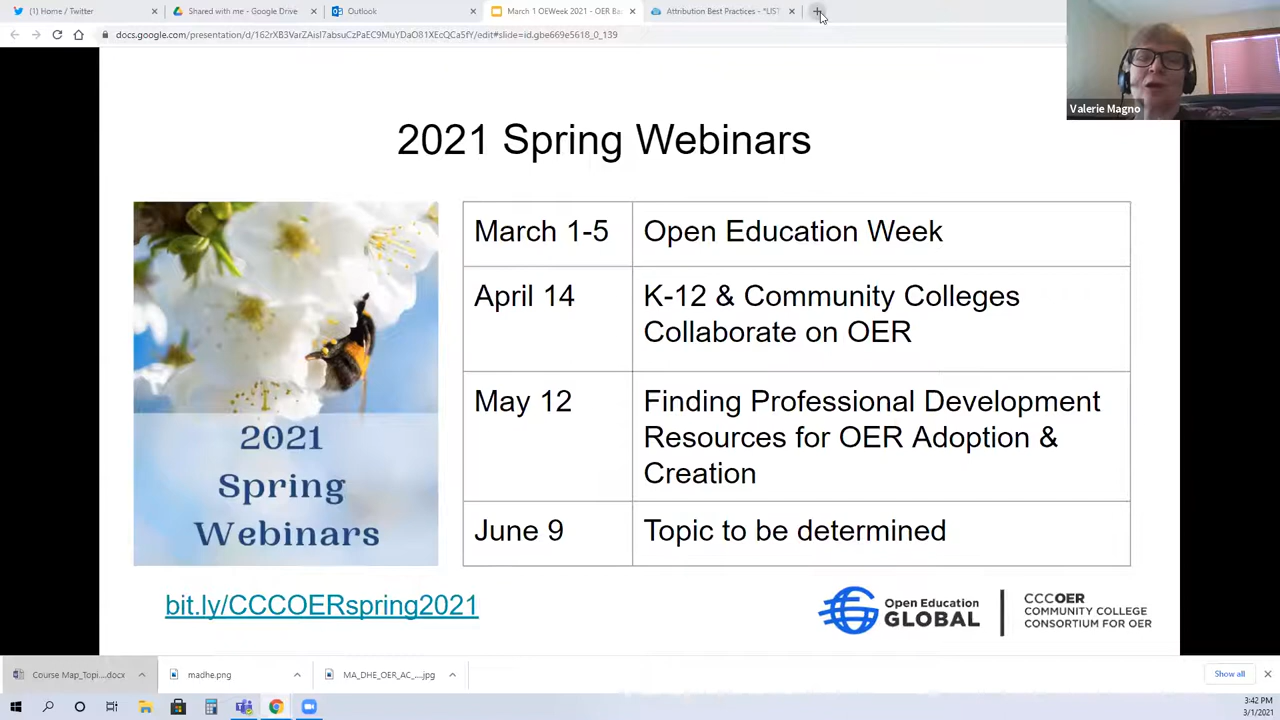 (1) Home / Twitter
Shared with me - Google Drive
Outlook
March 1 OEWeek 2021 - OER Ba
Attribution Best Practices - *UST
docs.google.com/presentation/d/162rXB3VarZAisI7absuCzPaEC9MuYDaO81XEcQCa5fY/edit#slide=id.gbe669e5618_0_139
Valerie Magno
2021 Spring Webinars
March 1-5
Open Education Week
April 14
K-12 & Community Colleges
Collaborate on OER
May 12
Finding Professional Development
Resources for OER Adoption &
Creation
June 9
Topic to be determined
2021
Spring
Webinars
bit.ly/CCCOERspring2021
Open Education
GLOBAL
CCCOER
COMMUNITY COLLEGE
CONSORTIUM FOR OER
Course Map_Topi....docx
madhe.png
MA_DHE_OER_AC_....jpg
Show all
3:42 PM
3/1/2021